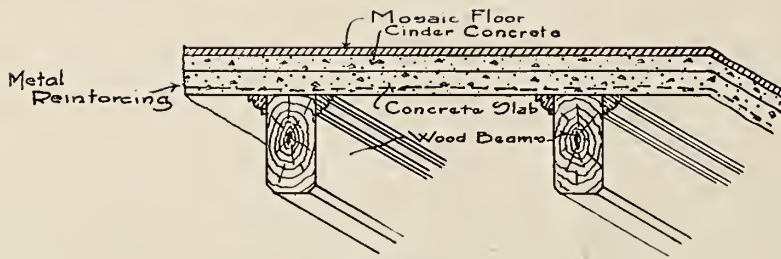 Mosaic Floor
Cinder Concrete
Metal
Reinforcing
Concrete Slab
Wood Beams